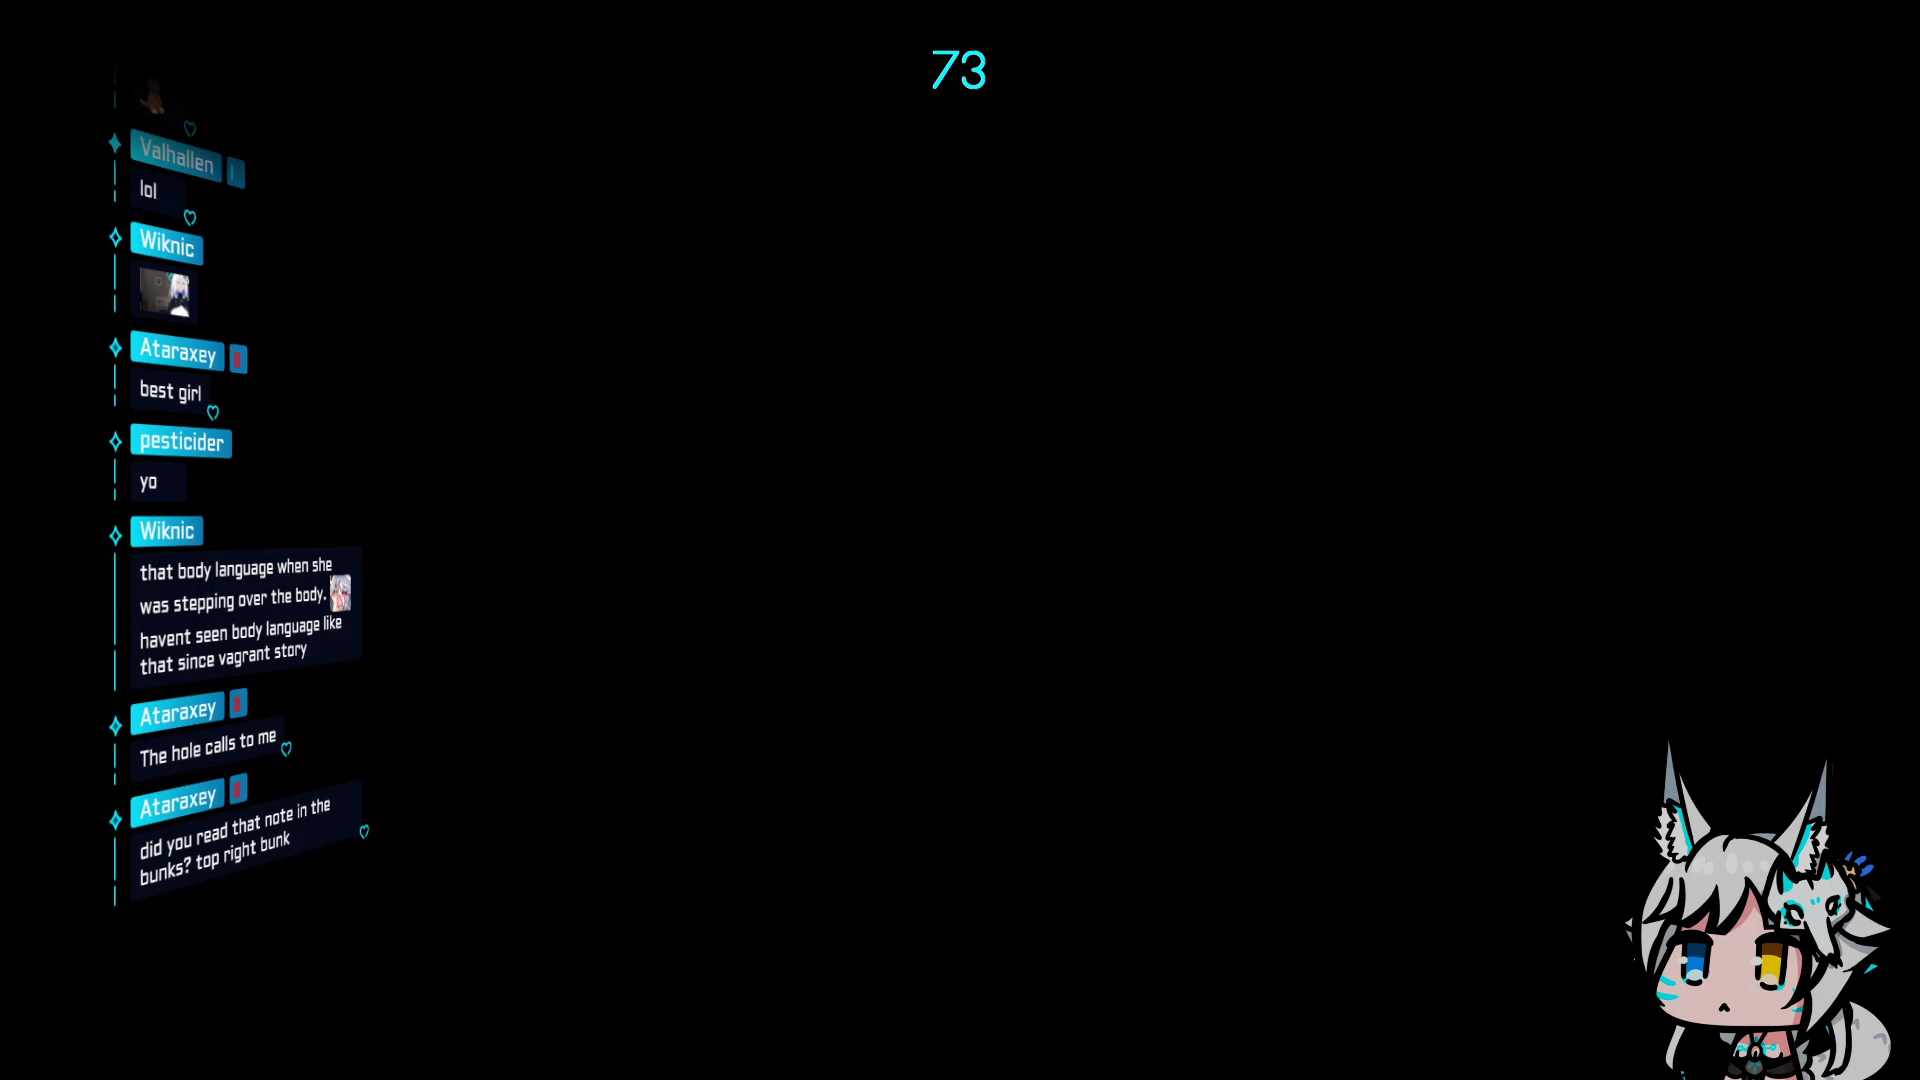 73
Valhallen
lol
Wiknic
Ataraxey
best girl
pesticider
yo
Wiknic
that body language when she
was stepping over the body.
havent seen body language like
that since vagrant story
Ataraxey
The hole calls to me
Ataraxey
did you read that note in the
bunks? top right bunk